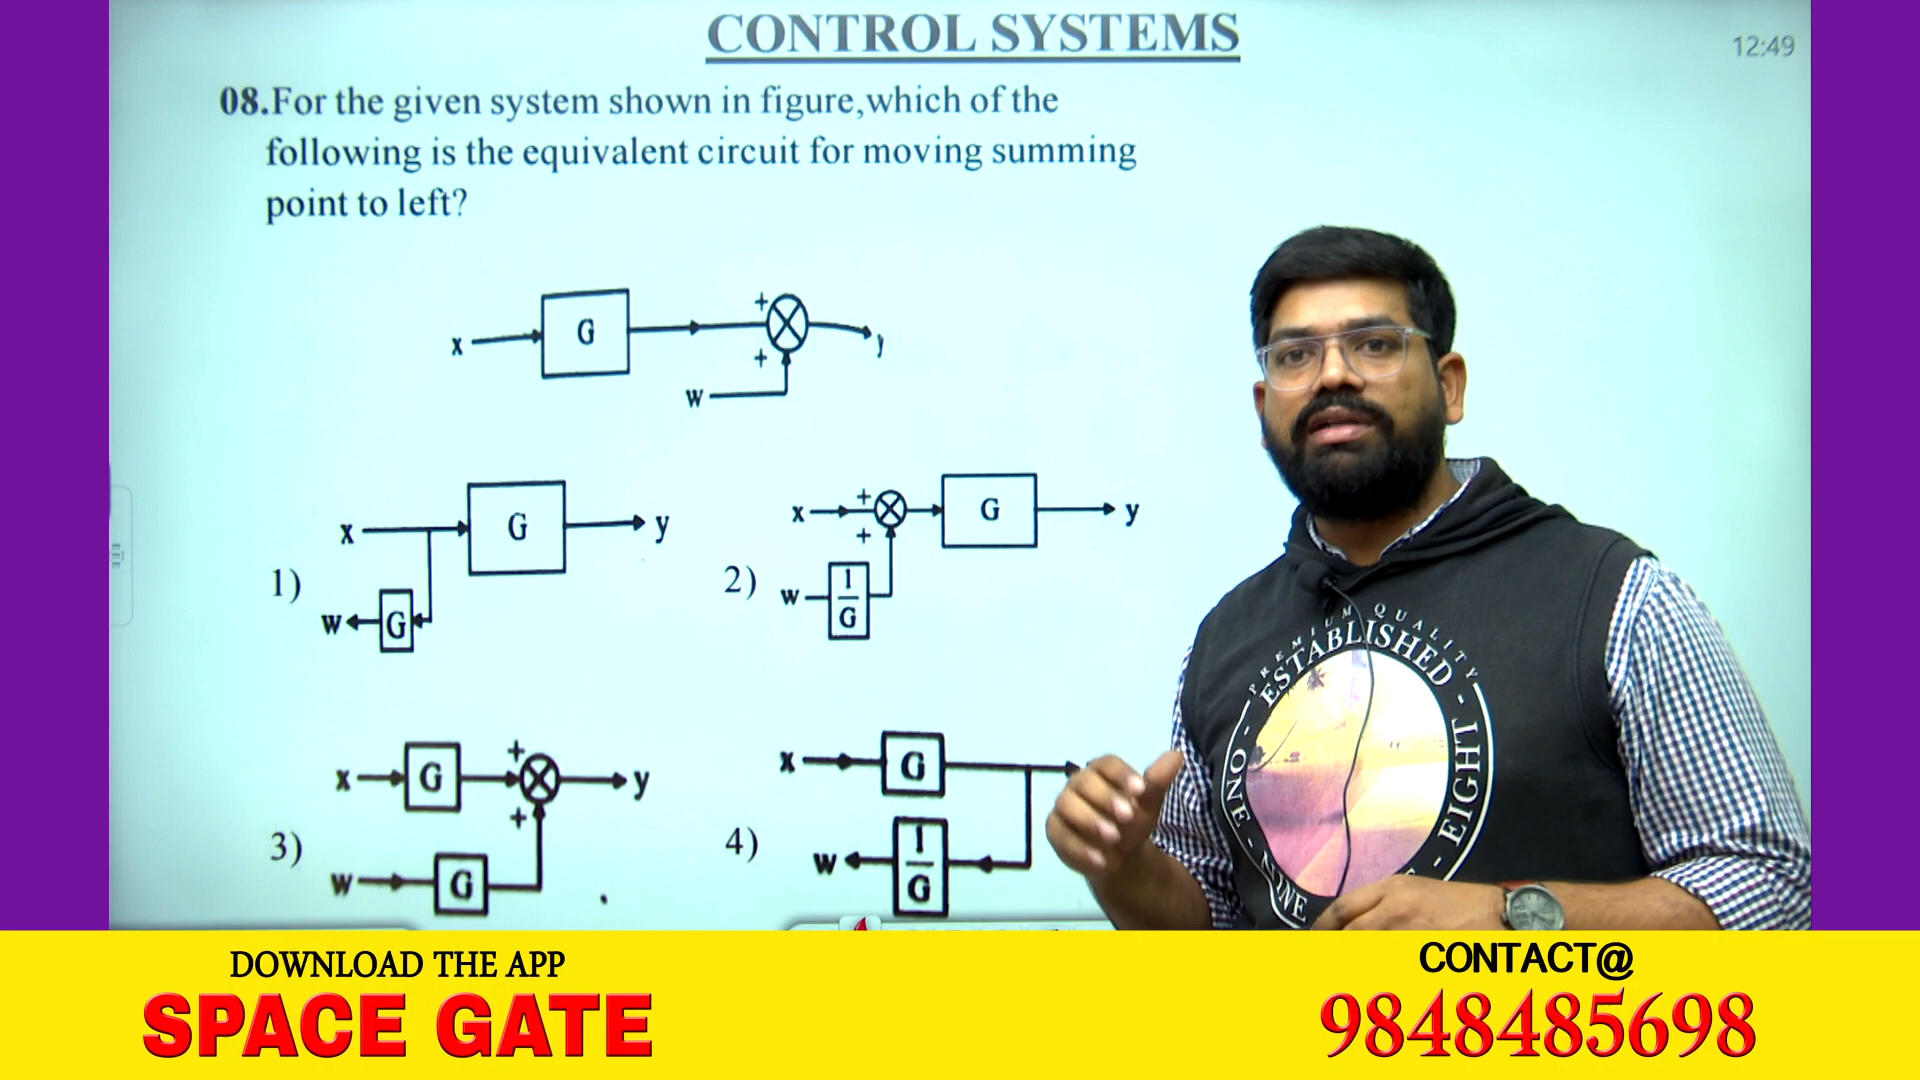 CONTROL SYSTEMS
12:49
08.For the given system shown in figure,which of the
following is the equivalent circuit for moving summing
point to left?
x G + + y
w
1) x G y
w G
2) x + + G y
w 1/G
3) x G + + y
w G
4) x G
w 1/G
PREMIUM QUALITY
ESTABLISHED
ONE - NINE - EIGHT -
DOWNLOAD THE APP
SPACE GATE
CONTACT@
9848485698